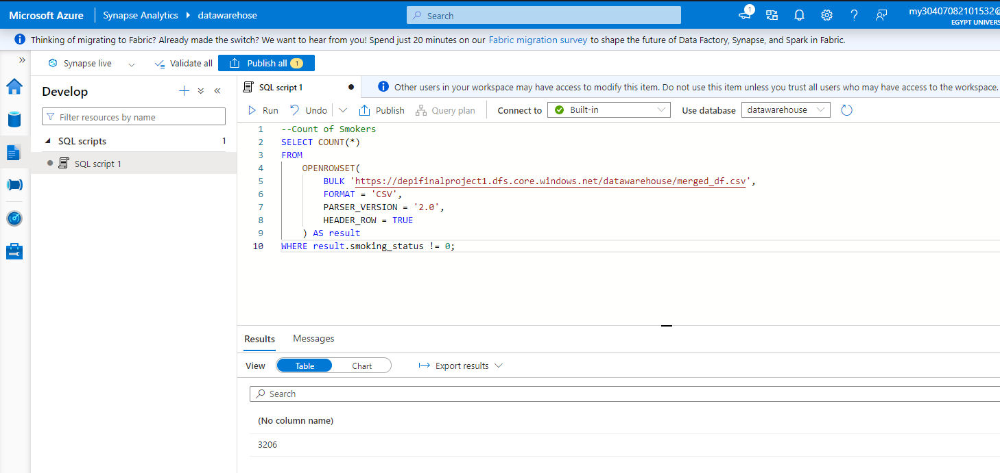 Microsoft Azure
Synapse Analytics
datawarehose
Search
1
my30407082101532@
EGYPT UNIVERS
Thinking of migrating to Fabric? Already made the switch? We want to hear from you! Spend just 20 minutes on our Fabric migration survey to shape the future of Data Factory, Synapse, and Spark in Fabric.
Synapse live
Validate all
Publish all 1
Develop
Filter resources by name
SQL scripts 1
SQL script 1
SQL script 1
Other users in your workspace may have access to modify this item. Do not use this item unless you trust all users who may have access to the workspace.
Run
Undo
Publish
Query plan
Connect to
Built-in
Use database
datawarehouse
1 --Count of Smokers
2 SELECT COUNT(*)
3 FROM
4 OPENROWSET(
5 BULK 'https://depifinalproject1.dfs.core.windows.net/datawarehouse/merged_df.csv',
6 FORMAT = 'CSV',
7 PARSER_VERSION = '2.0',
8 HEADER_ROW = TRUE
9 ) AS result
10 WHERE result.smoking_status != 0;
Results
Messages
View
Table
Chart
Export results
Search
(No column name)
3206